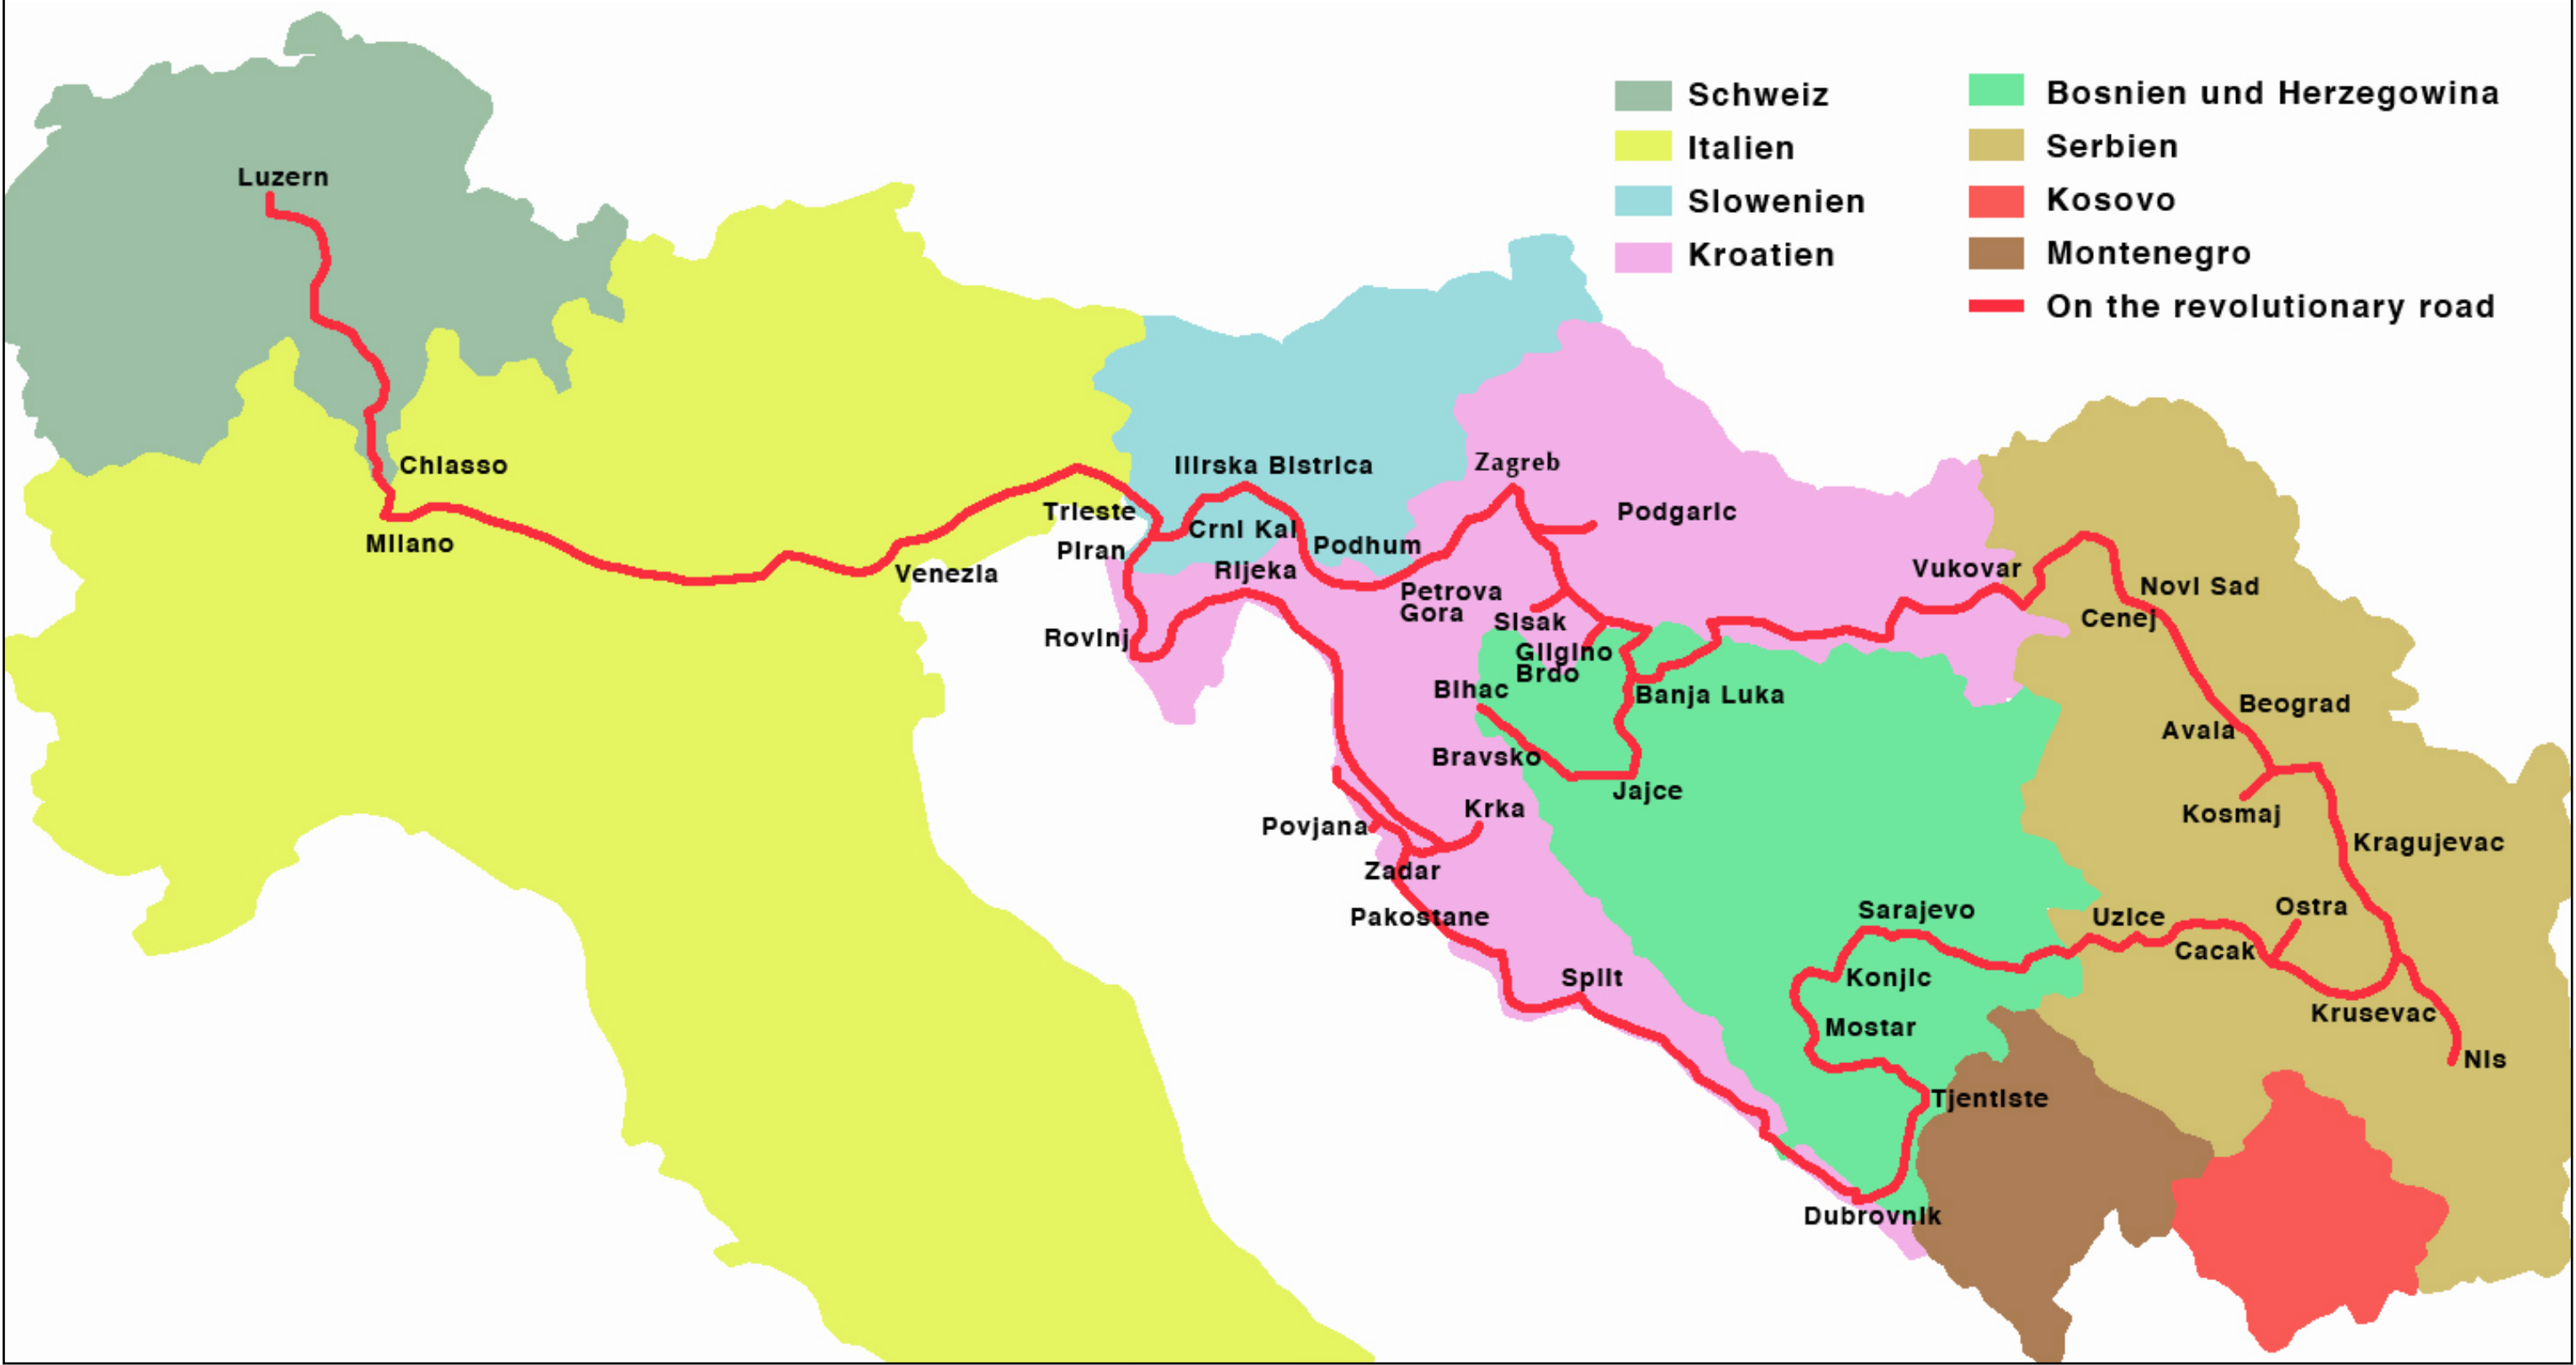 Schweiz
Italien
Slowenien
Kroatien
Bosnien und Herzegowina
Serbien
Kosovo
Montenegro
On the revolutionary road
Luzern
Chiasso
Milano
Venezia
Trieste
Piran
Rovinj
Ilirska Bistrica
Crni Kal
Rijeka
Podhum
Zagreb
Podgaric
Petrova
Gora
Sisak
Gligino
Brdo
Bihac
Banja Luka
Bravsko
Jajce
Krka
Povjana
Zadar
Pakostane
Split
Vukovar
Novi Sad
Cenej
Beograd
Avala
Kosmaj
Kragujevac
Ostra
Uzice
Cacak
Sarajevo
Konjic
Mostar
Krusevac
Nis
Tjentiste
Dubrovnik